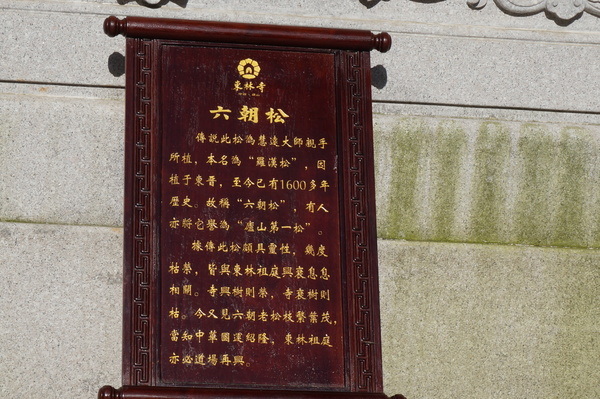 東林寺
六朝松
傳説此松為慧遠大師親手
所植，本名為“羅漢松”，因
植于東晋，至今已有1600多年
歷史。故稱“六朝松”，有人
亦將它譽為“廬山第一松”。
據傳此松頗具靈性，幾度
枯榮，皆與東林祖庭興衰息息
相關。寺興樹則榮，寺衰樹則
枯。今又見六朝老松枝繁葉茂，
當知中華國運紹隆，東林祖庭
亦必道場再興。